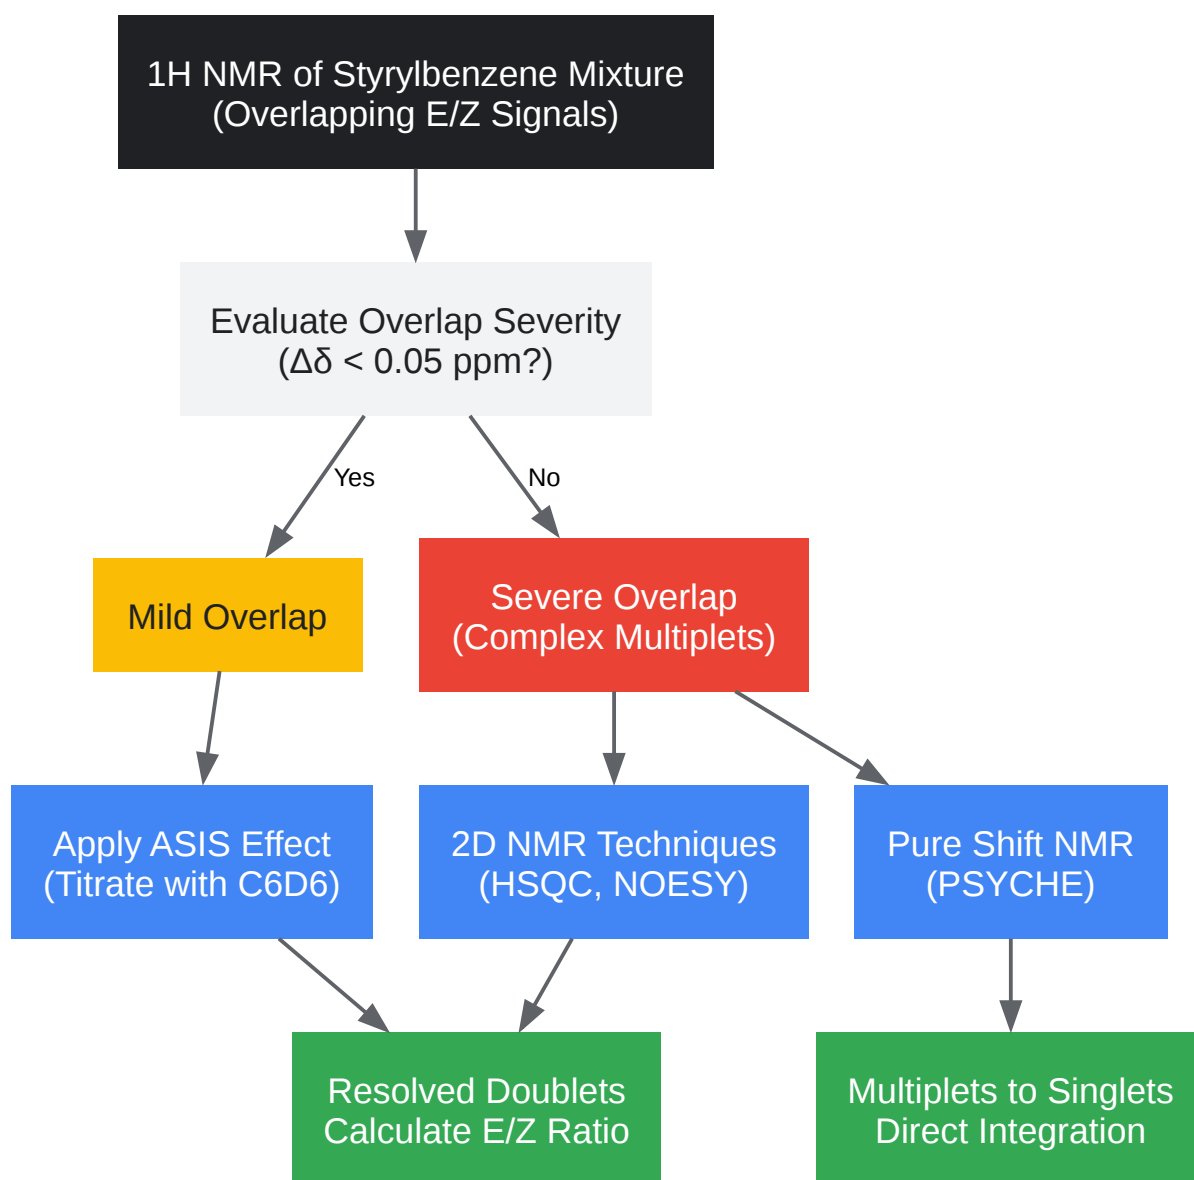 1H NMR of Styrylbenzene Mixture
(Overlapping E/Z Signals)
Evaluate Overlap Severity
(Δδ < 0.05 ppm?)
Yes
No
Mild Overlap
Severe Overlap
(Complex Multiplets)
Apply ASIS Effect
(Titrate with C6D6)
2D NMR Techniques
(HSQC, NOESY)
Pure Shift NMR
(PSYCHE)
Resolved Doublets
Calculate E/Z Ratio
Multiplets to Singlets
Direct Integration